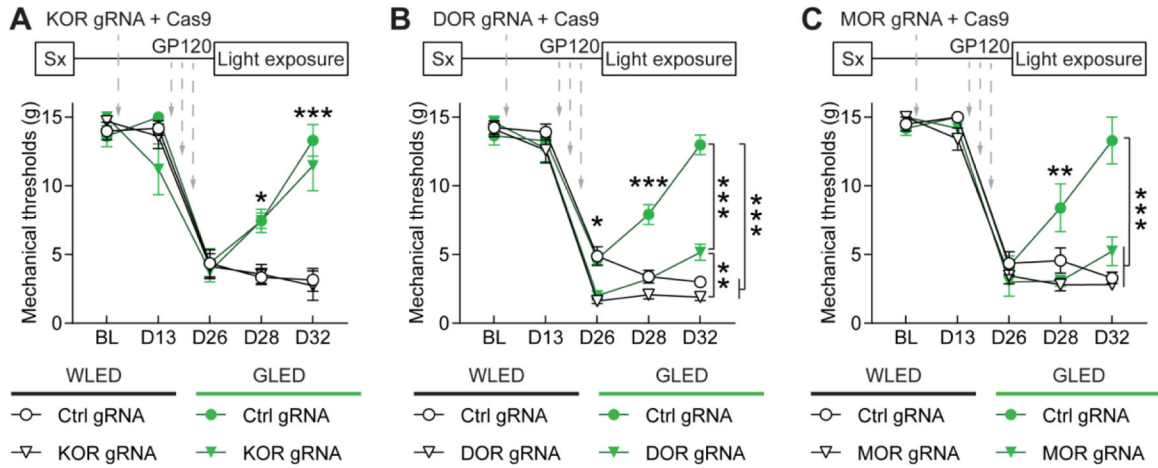 A KOR gRNA + Cas9
GP120
Sx
Light exposure
Mechanical thresholds (g)
15
10
5
0
*
***
BL D13 D26 D28 D32
WLED GLED
Ctrl gRNA Ctrl gRNA
KOR gRNA KOR gRNA
B DOR gRNA + Cas9
GP120
Sx
Light exposure
Mechanical thresholds (g)
15
10
5
0
*
***
***
**
***
BL D13 D26 D28 D32
WLED GLED
Ctrl gRNA Ctrl gRNA
DOR gRNA DOR gRNA
C MOR gRNA + Cas9
GP120
Sx
Light exposure
Mechanical thresholds (g)
15
10
5
0
**
***
BL D13 D26 D28 D32
WLED GLED
Ctrl gRNA Ctrl gRNA
MOR gRNA MOR gRNA